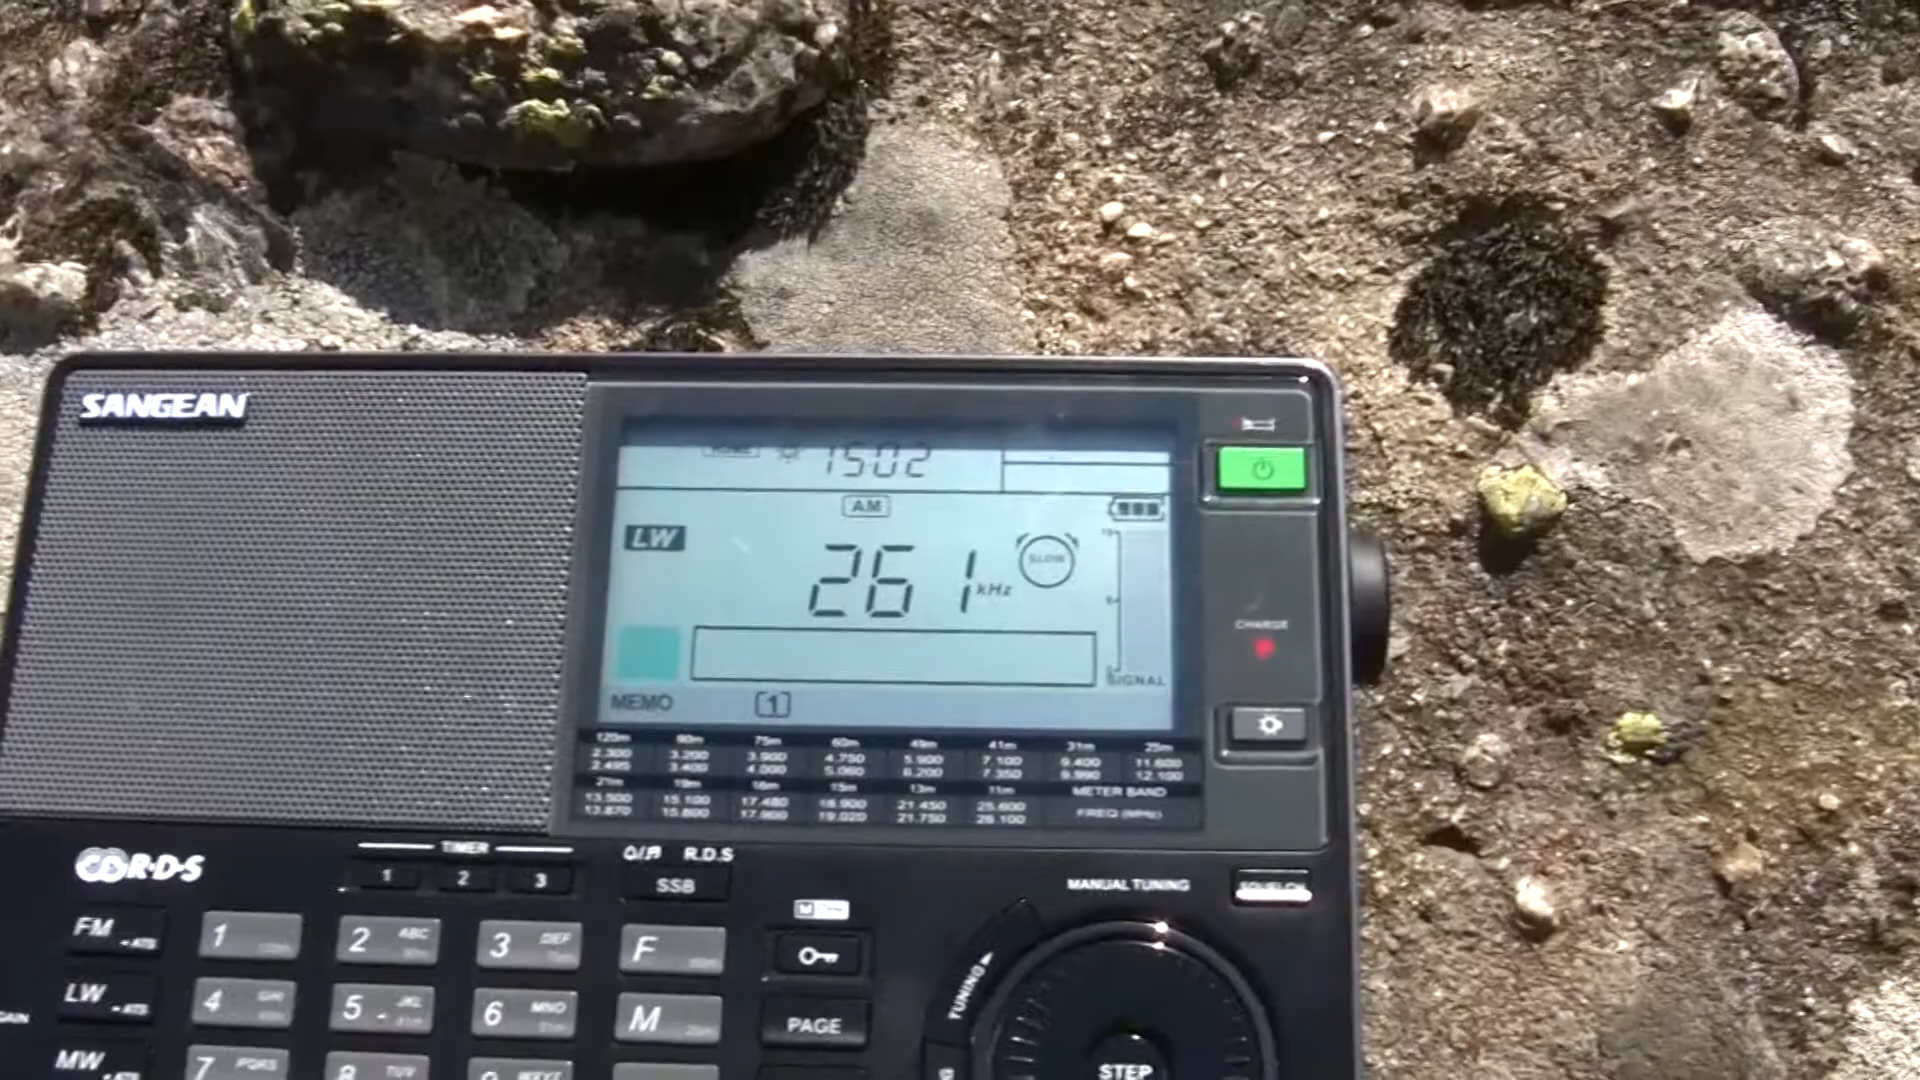 SANGEAN
1502
AM
LW
261 kHz
SLOW
SIGNAL
MEMO
[1]
CHARGE
120m 90m 75m 60m 49m 41m 31m 25m
2.300 3.200 3.900 4.750 5.900 7.100 9.400 11.600
2.495 3.400 4.000 5.060 6.200 7.350 9.990 12.100
21m 19m 16m 15m 13m 11m METER BAND
13.500 15.100 17.480 18.900 21.450 25.600 FREQ (MHz)
13.870 15.800 17.900 19.020 21.750 26.100
R·D·S
TIMER
1 2 3
R.D.S
SSB
MANUAL TUNING
SQUELCH
FM - ATS
1
2 ABC
3 DEF
F
TUNING
LW - ATS
4 GHI
5 JKL
6 MNO
M
PAGE
GAIN
MW - ATS
7 PQRS
8 TUV
9 WXYZ
STEP